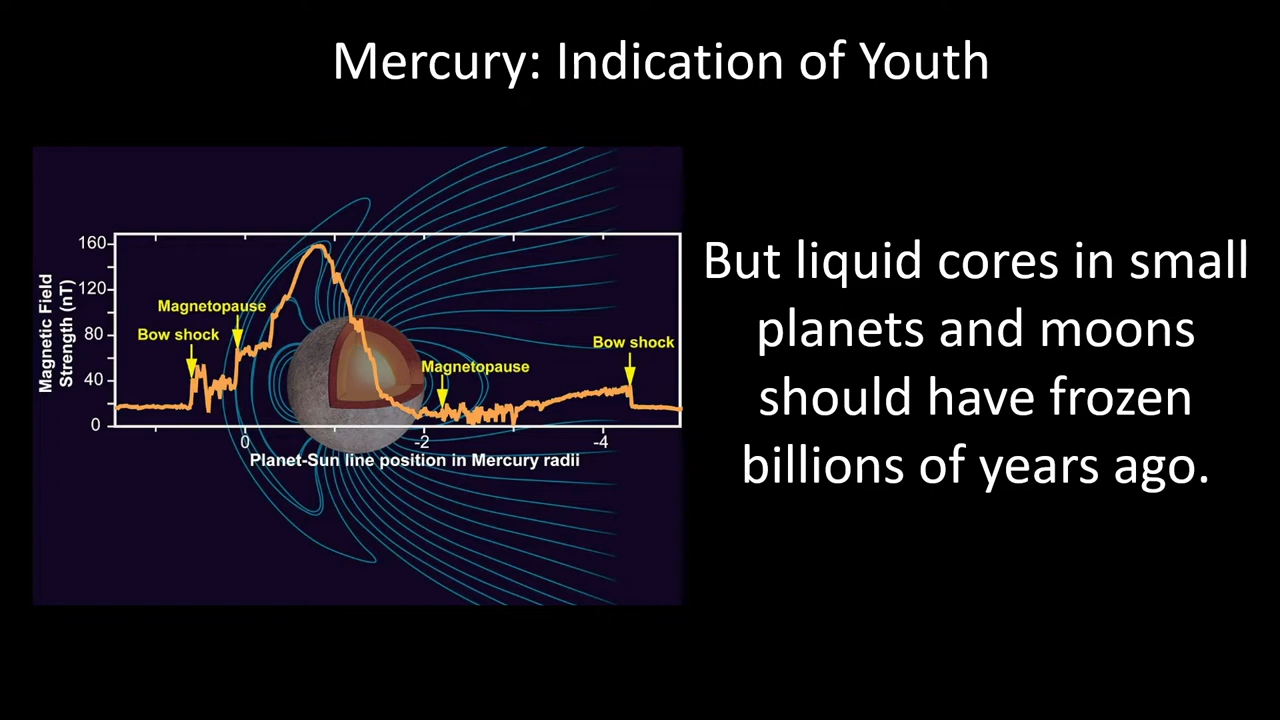 Mercury: Indication of Youth
160
120
80
40
0
Magnetic Field
Strength (nT)
Magnetopause
Bow shock
Magnetopause
Bow shock
0
-2
-4
Planet-Sun line position in Mercury radii
But liquid cores in small
planets and moons
should have frozen
billions of years ago.